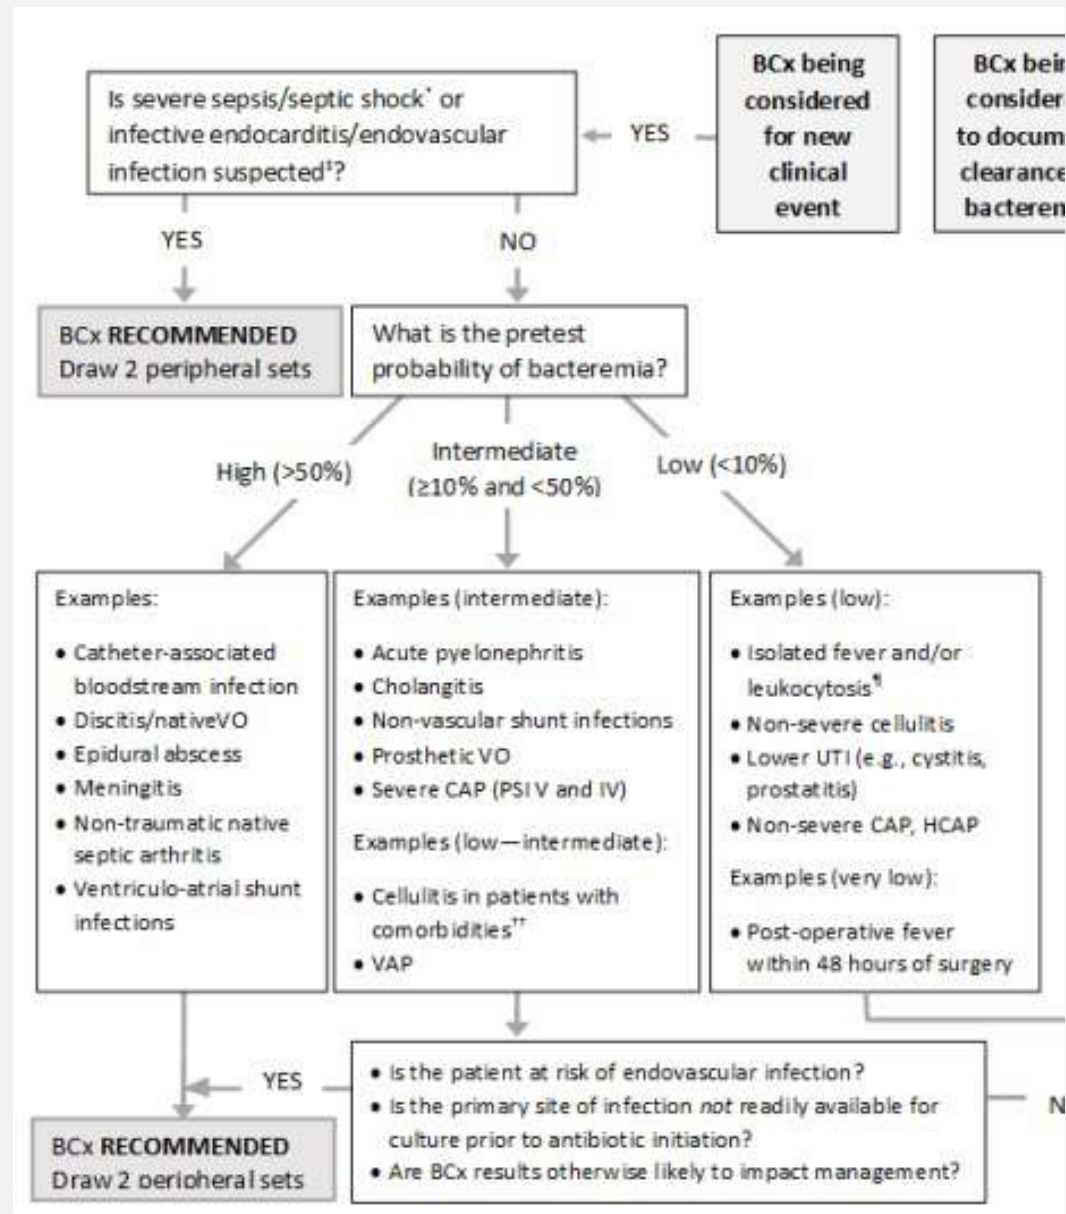 BCx being
considered
for new
clinical
event
BCx bein
consider
to docum
clearance
bacterem
Is severe sepsis/septic shock* or
infective endocarditis/endovascular
infection suspected‡?
YES
YES
NO
BCx RECOMMENDED
Draw 2 peripheral sets
What is the pretest
probability of bacteremia?
High (>50%)
Intermediate
(≥10% and <50%)
Low (<10%)
Examples:
• Catheter-associated
bloodstream infection
• Discitis/nativeVO
• Epidural abscess
• Meningitis
• Non-traumatic native
septic arthritis
• Ventriculo-atrial shunt
infections
Examples (intermediate):
• Acute pyelonephritis
• Cholangitis
• Non-vascular shunt infections
• Prosthetic VO
• Severe CAP (PSI V and IV)
Examples (low—intermediate):
• Cellulitis in patients with
comorbidities††
• VAP
Examples (low):
• Isolated fever and/or
leukocytosis¶
• Non-severe cellulitis
• Lower UTI (e.g., cystitis,
prostatitis)
• Non-severe CAP, HCAP
Examples (very low):
• Post-operative fever
within 48 hours of surgery
YES
• Is the patient at risk of endovascular infection?
• Is the primary site of infection not readily available for
culture prior to antibiotic initiation?
• Are BCx results otherwise likely to impact management?
N
BCx RECOMMENDED
Draw 2 peripheral sets